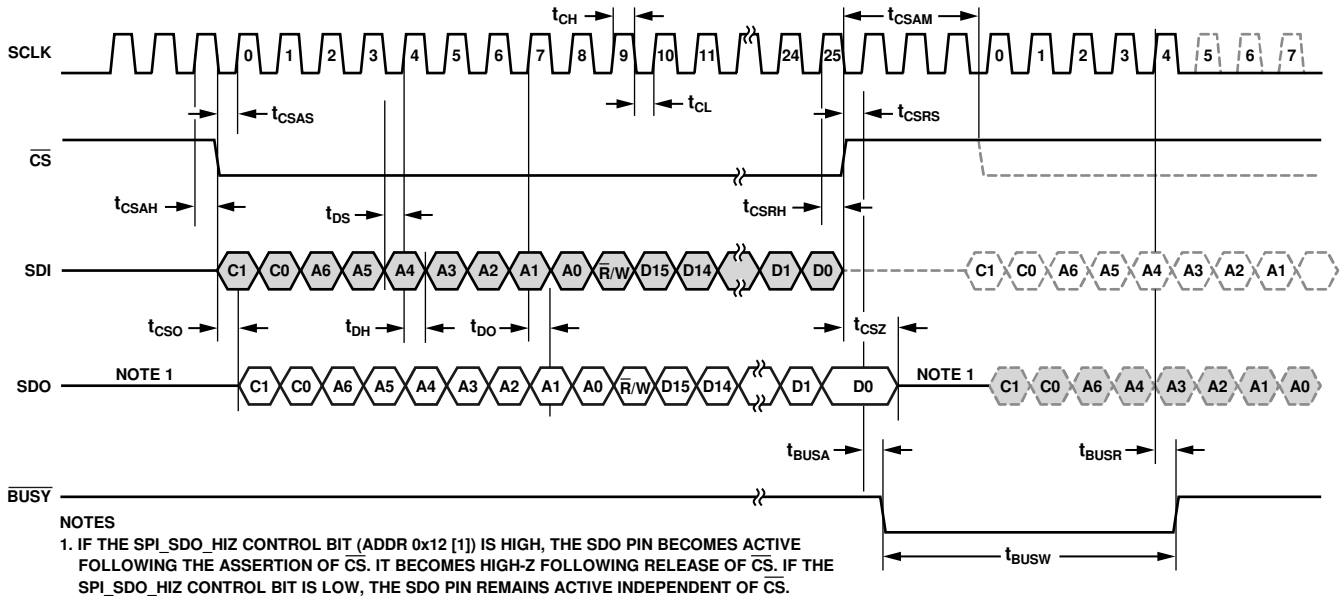 tCH
tCSAM
SCLK
0 1 2 3 4 5 6 7 8 9 10 11 24 25 0 1 2 3 4 5 6 7
tCSAS
tCL
tCSRS
CS
tCSAH
tDS
tCSRH
SDI
C1 C0 A6 A5 A4 A3 A2 A1 A0 R/W D15 D14 D1 D0 C1 C0 A6 A5 A4 A3 A2 A1
tCSO
tDH
tDO
tCSZ
SDO
NOTE 1
C1 C0 A6 A5 A4 A3 A2 A1 A0 R/W D15 D14 D1 D0
NOTE 1
C1 C0 A6 A4 A3 A2 A1 A0
tBUSA
tBUSR
BUSY
tBUSW
NOTES
1. IF THE SPI_SDO_HIZ CONTROL BIT (ADDR 0x12 [1]) IS HIGH, THE SDO PIN BECOMES ACTIVE
FOLLOWING THE ASSERTION OF CS. IT BECOMES HIGH-Z FOLLOWING RELEASE OF CS. IF THE
SPI_SDO_HIZ CONTROL BIT IS LOW, THE SDO PIN REMAINS ACTIVE INDEPENDENT OF CS.